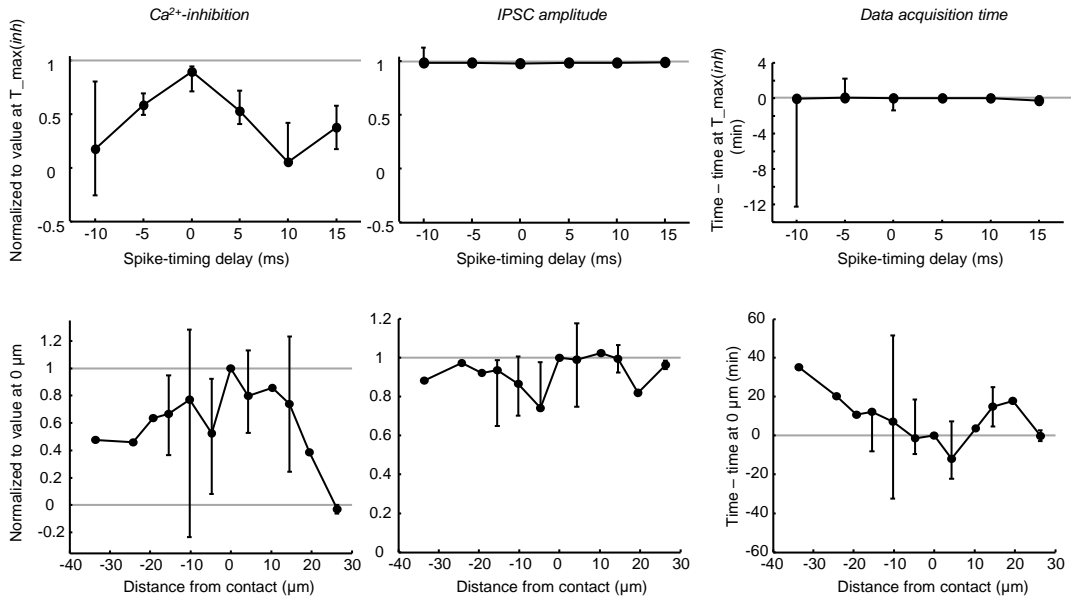 Ca²⁺-inhibition
IPSC amplitude
Data acquisition time
Normalized to value at T_max(inh)
1
0.5
0
-0.5
-10 -5 0 5 10 15
Spike-timing delay (ms)
1
0.5
0
-0.5
-10 -5 0 5 10 15
Spike-timing delay (ms)
Time – time at T_max(inh)
(min)
4
0
-4
-8
-12
-10 -5 0 5 10 15
Spike-timing delay (ms)
Normalized to value at 0 µm
1.2
1
0.8
0.6
0.4
0.2
0
-0.2
-40 -30 -20 -10 0 10 20 30
Distance from contact (µm)
1.2
1
0.8
0.6
0.4
0.2
0
-40 -30 -20 -10 0 10 20 30
Distance from contact (µm)
Time – time at 0 µm (min)
60
40
20
0
-20
-40
-60
-40 -30 -20 -10 0 10 20 30
Distance from contact (µm)